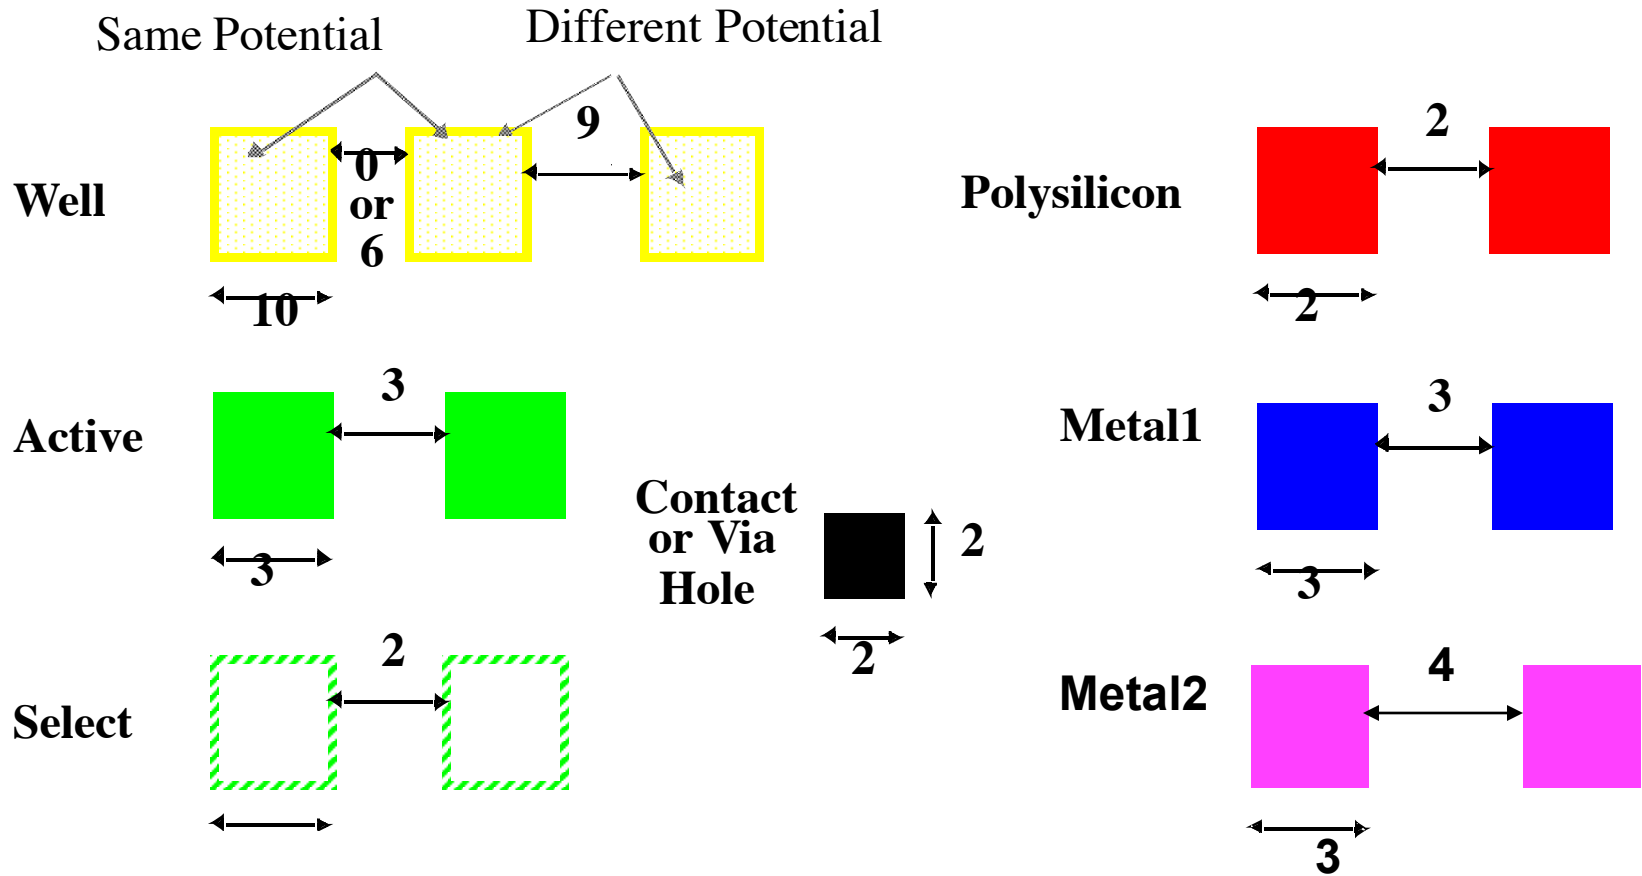 Same Potential
Different Potential
Well
0
or
6
9
10
Polysilicon
2
2
Active
3
3
Metal1
3
3
Contact
or Via
Hole
2
2
Select
2
Metal2
4
3